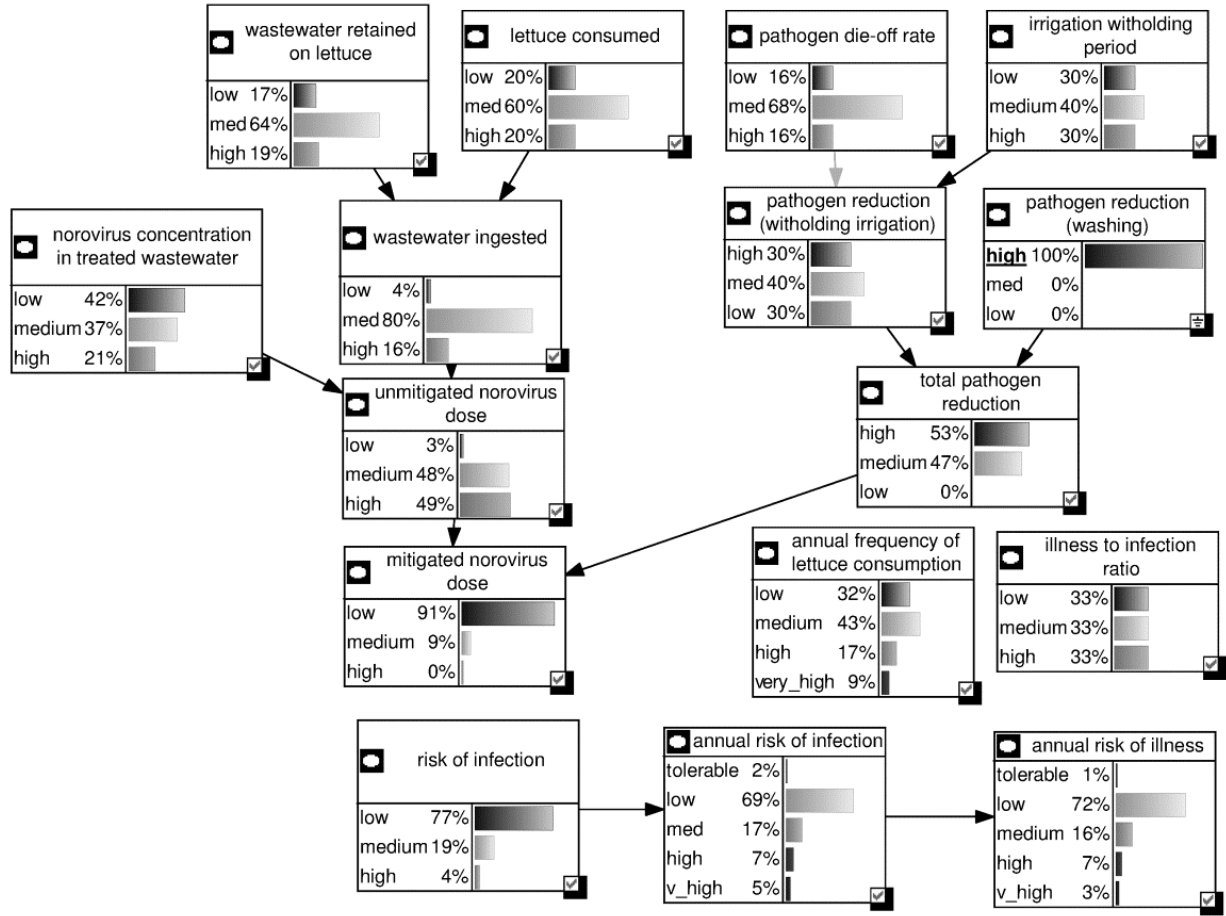 wastewater retained
on lettuce
low 17%
med 64%
high 19%
lettuce consumed
low 20%
med 60%
high 20%
pathogen die-off rate
low 16%
med 68%
high 16%
irrigation witholding
period
low 30%
medium 40%
high 30%
norovirus concentration
in treated wastewater
low 42%
medium 37%
high 21%
wastewater ingested
low 4%
med 80%
high 16%
pathogen reduction
(witholding irrigation)
high 30%
med 40%
low 30%
pathogen reduction
(washing)
high 100%
med 0%
low 0%
unmitigated norovirus
dose
low 3%
medium 48%
high 49%
total pathogen
reduction
high 53%
medium 47%
low 0%
mitigated norovirus
dose
low 91%
medium 9%
high 0%
annual frequency of
lettuce consumption
low 32%
medium 43%
high 17%
very_high 9%
illness to infection
ratio
low 33%
medium 33%
high 33%
risk of infection
low 77%
medium 19%
high 4%
annual risk of infection
tolerable 2%
low 69%
med 17%
high 7%
v_high 5%
annual risk of illness
tolerable 1%
low 72%
medium 16%
high 7%
v_high 3%